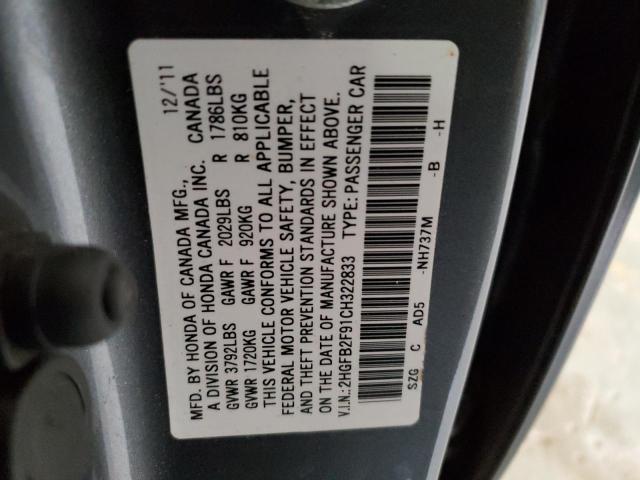 MFD. BY HONDA OF CANADA MFG., 12/'11
A DIVISION OF HONDA CANADA INC. CANADA
GVWR 3792LBS GAWR F 2029LBS R 1786LBS
GVWR 1720KG GAWR F 920KG R 810KG
THIS VEHICLE CONFORMS TO ALL APPLICABLE
FEDERAL MOTOR VEHICLE SAFETY, BUMPER,
AND THEFT PREVENTION STANDARDS IN EFFECT
ON THE DATE OF MANUFACTURE SHOWN ABOVE.
V.I.N.: 2HGFB2F91CH322833 TYPE: PASSENGER CAR
SZG C AD5 -NH737M -B -H